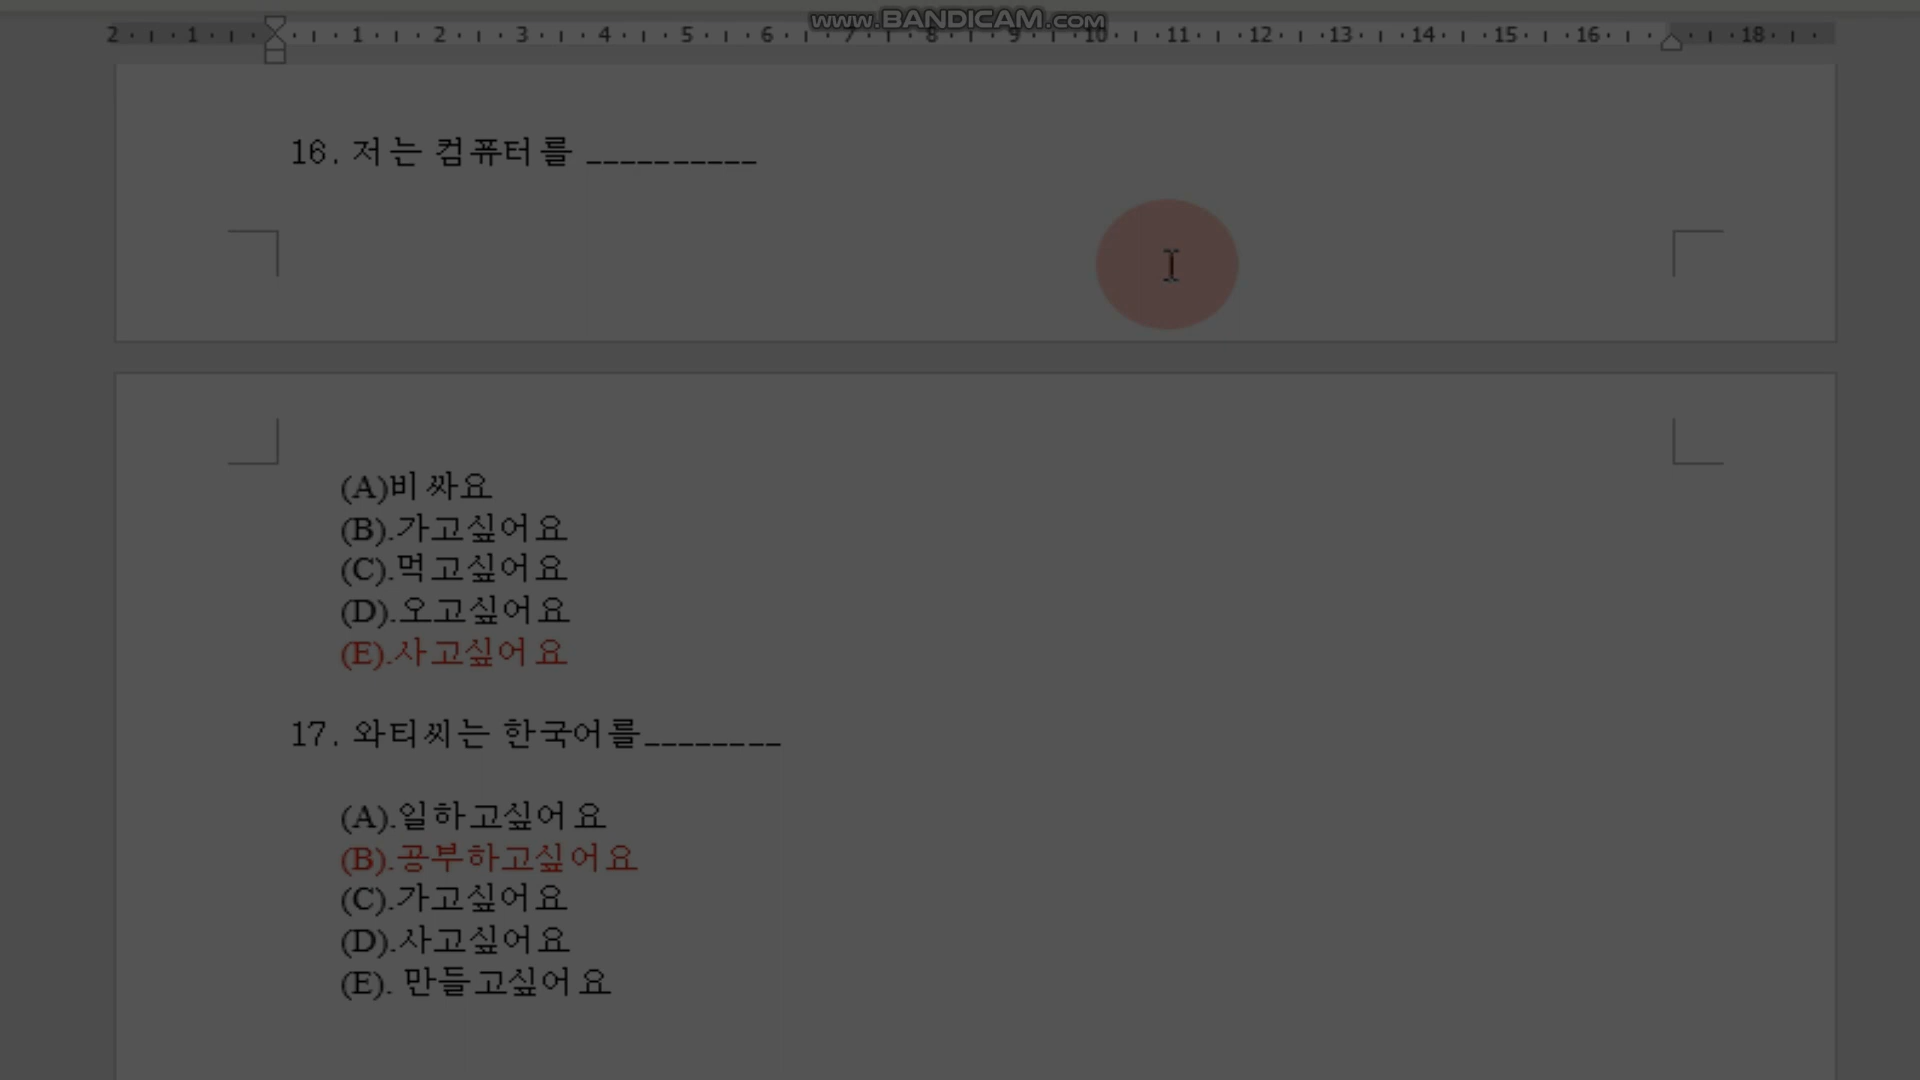 www.BANDICAM.com
2 1 1 2 3 4 5 6 7 8 9 10 11 12 13 14 15 16 18
16. 저는 컴퓨터를 __________
(A)비싸요
(B).가고싶어요
(C).먹고싶어요
(D).오고싶어요
(E).사고싶어요
17. 와티씨는 한국어를________
(A).일하고싶어요
(B).공부하고싶어요
(C).가고싶어요
(D).사고싶어요
(E). 만들고싶어요